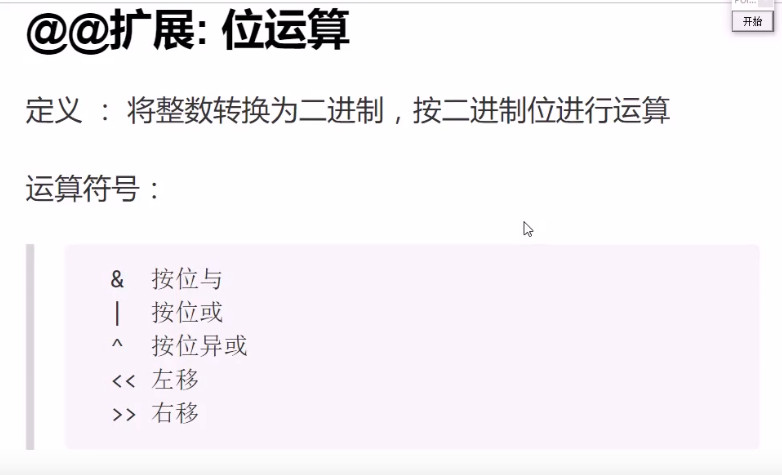 开始
@@扩展: 位运算
定义 ： 将整数转换为二进制，按二进制位进行运算
运算符号：
& 按位与
| 按位或
^ 按位异或
<< 左移
>> 右移